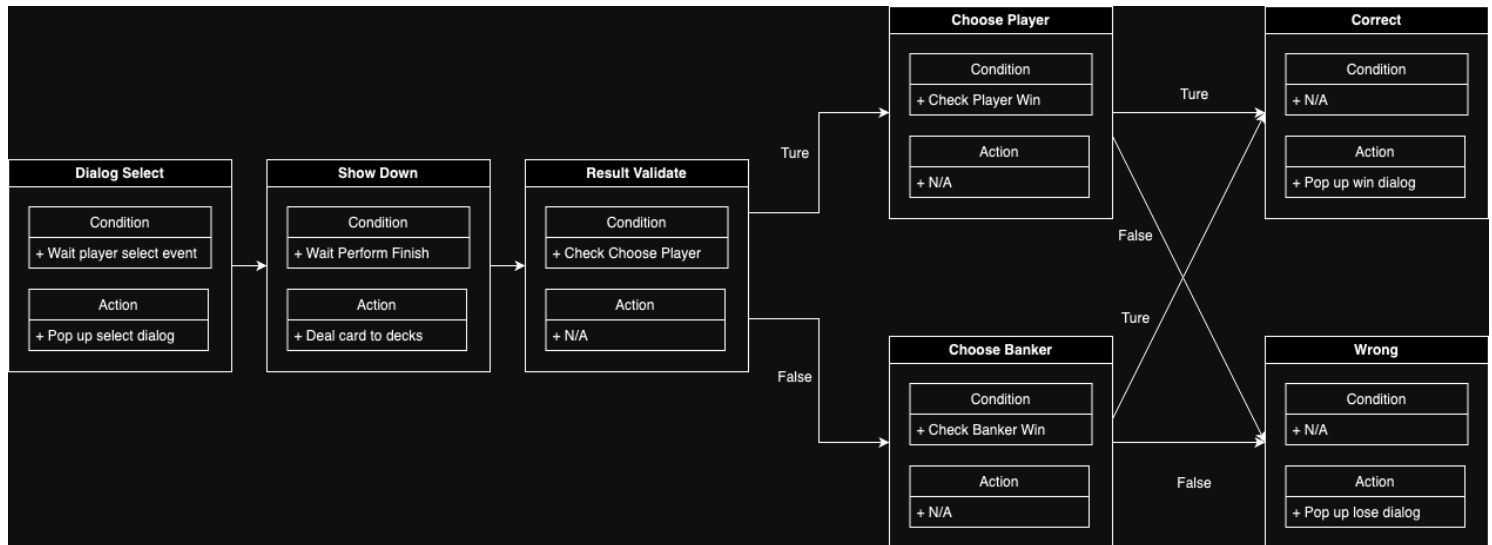 Dialog Select
Condition
+ Wait player select event
Action
+ Pop up select dialog
Show Down
Condition
+ Wait Perform Finish
Action
+ Deal card to decks
Result Validate
Condition
+ Check Choose Player
Action
+ N/A
Ture
False
Choose Player
Condition
+ Check Player Win
Action
+ N/A
Choose Banker
Condition
+ Check Banker Win
Action
+ N/A
Ture
False
Ture
False
Correct
Condition
+ N/A
Action
+ Pop up win dialog
Wrong
Condition
+ N/A
Action
+ Pop up lose dialog